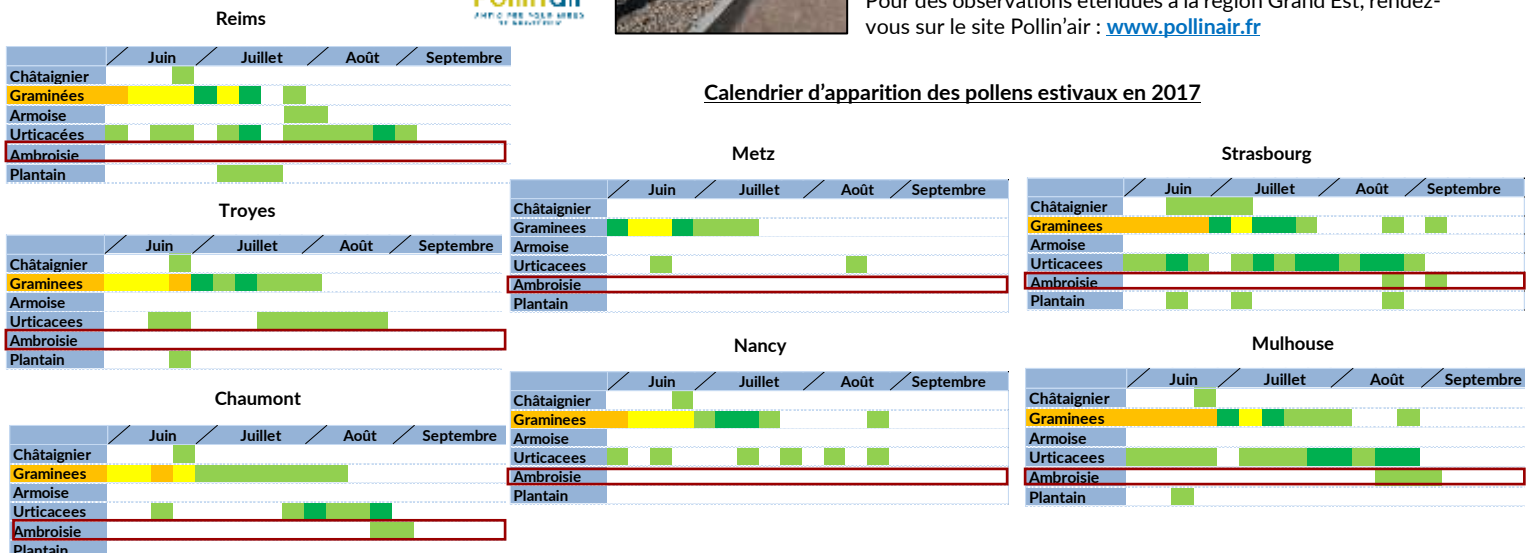 Pollin'air
Pour des observations étendues à la région Grand Est, rendez-
vous sur le site Pollin'air : www.pollinair.fr
Calendrier d'apparition des pollens estivaux en 2017
Reims
Juin Juillet Août Septembre
Châtaignier
Graminées
Armoise
Urticacées
Ambroisie
Plantain
Troyes
Juin Juillet Août Septembre
Châtaignier
Graminees
Armoise
Urticacees
Ambroisie
Plantain
Chaumont
Juin Juillet Août Septembre
Châtaignier
Graminees
Armoise
Urticacees
Ambroisie
Plantain
Metz
Juin Juillet Août Septembre
Châtaignier
Graminees
Armoise
Urticacees
Ambroisie
Plantain
Nancy
Juin Juillet Août Septembre
Châtaignier
Graminees
Armoise
Urticacees
Ambroisie
Plantain
Strasbourg
Juin Juillet Août Septembre
Châtaignier
Graminees
Armoise
Urticacees
Ambroisie
Plantain
Mulhouse
Juin Juillet Août Septembre
Châtaignier
Graminees
Armoise
Urticacees
Ambroisie
Plantain